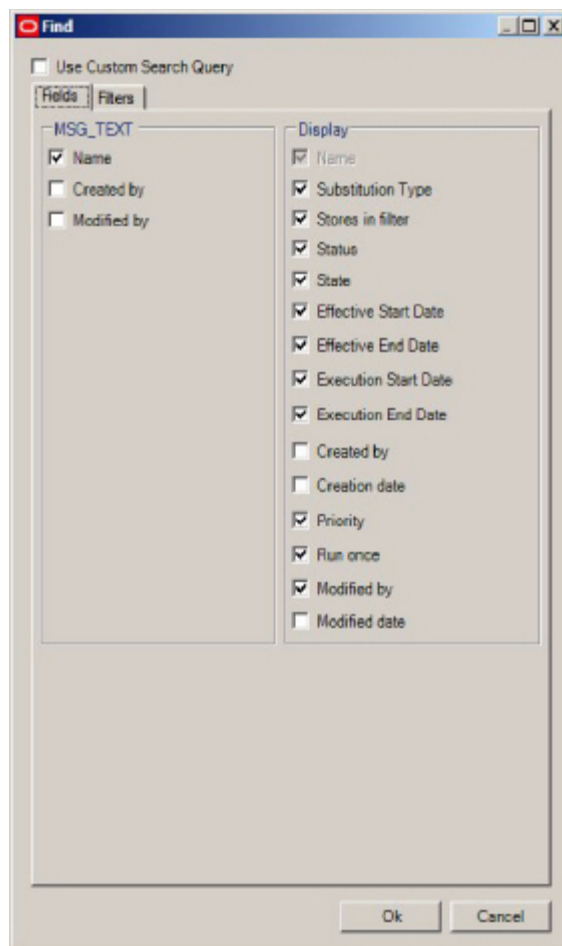 Find
Use Custom Search Query
Fields Filters
MSG_TEXT
Name
Created by
Modified by
Display
Name
Substitution Type
Stores in filter
Status
State
Effective Start Date
Effective End Date
Execution Start Date
Execution End Date
Created by
Creation date
Priority
Run once
Modified by
Modified date
Ok Cancel